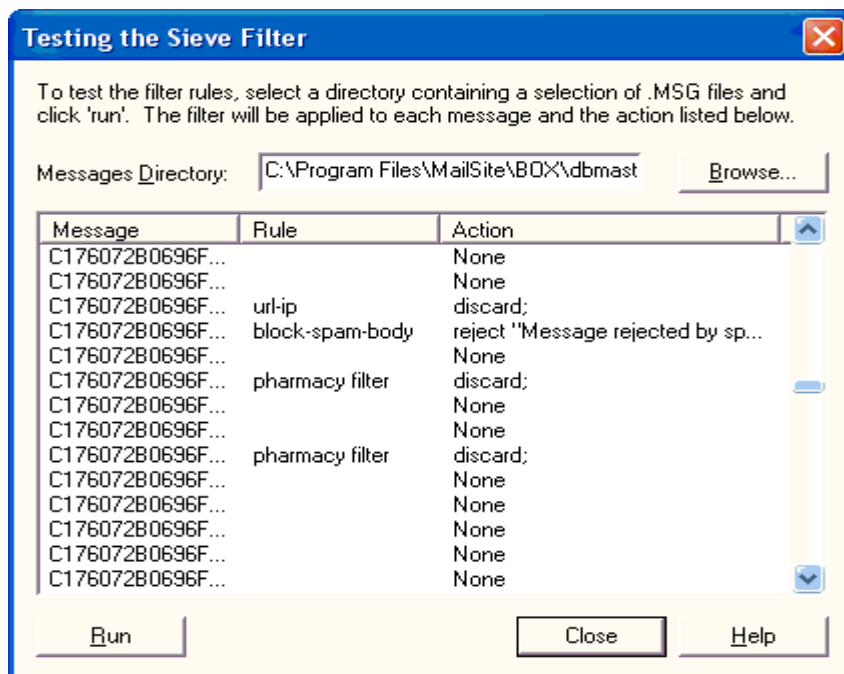 Testing the Sieve Filter
To test the filter rules, select a directory containing a selection of .MSG files and
click 'run'.  The filter will be applied to each message and the action listed below.
Messages Directory: C:\Program Files\MailSite\BOX\dbmast Browse...
Message Rule Action
C176072B0696F... None
C176072B0696F... None
C176072B0696F... url-ip discard;
C176072B0696F... block-spam-body reject "Message rejected by sp...
C176072B0696F... None
C176072B0696F... pharmacy filter discard;
C176072B0696F... None
C176072B0696F... None
C176072B0696F... pharmacy filter discard;
C176072B0696F... None
C176072B0696F... None
C176072B0696F... None
C176072B0696F... None
C176072B0696F... None
Run Close Help